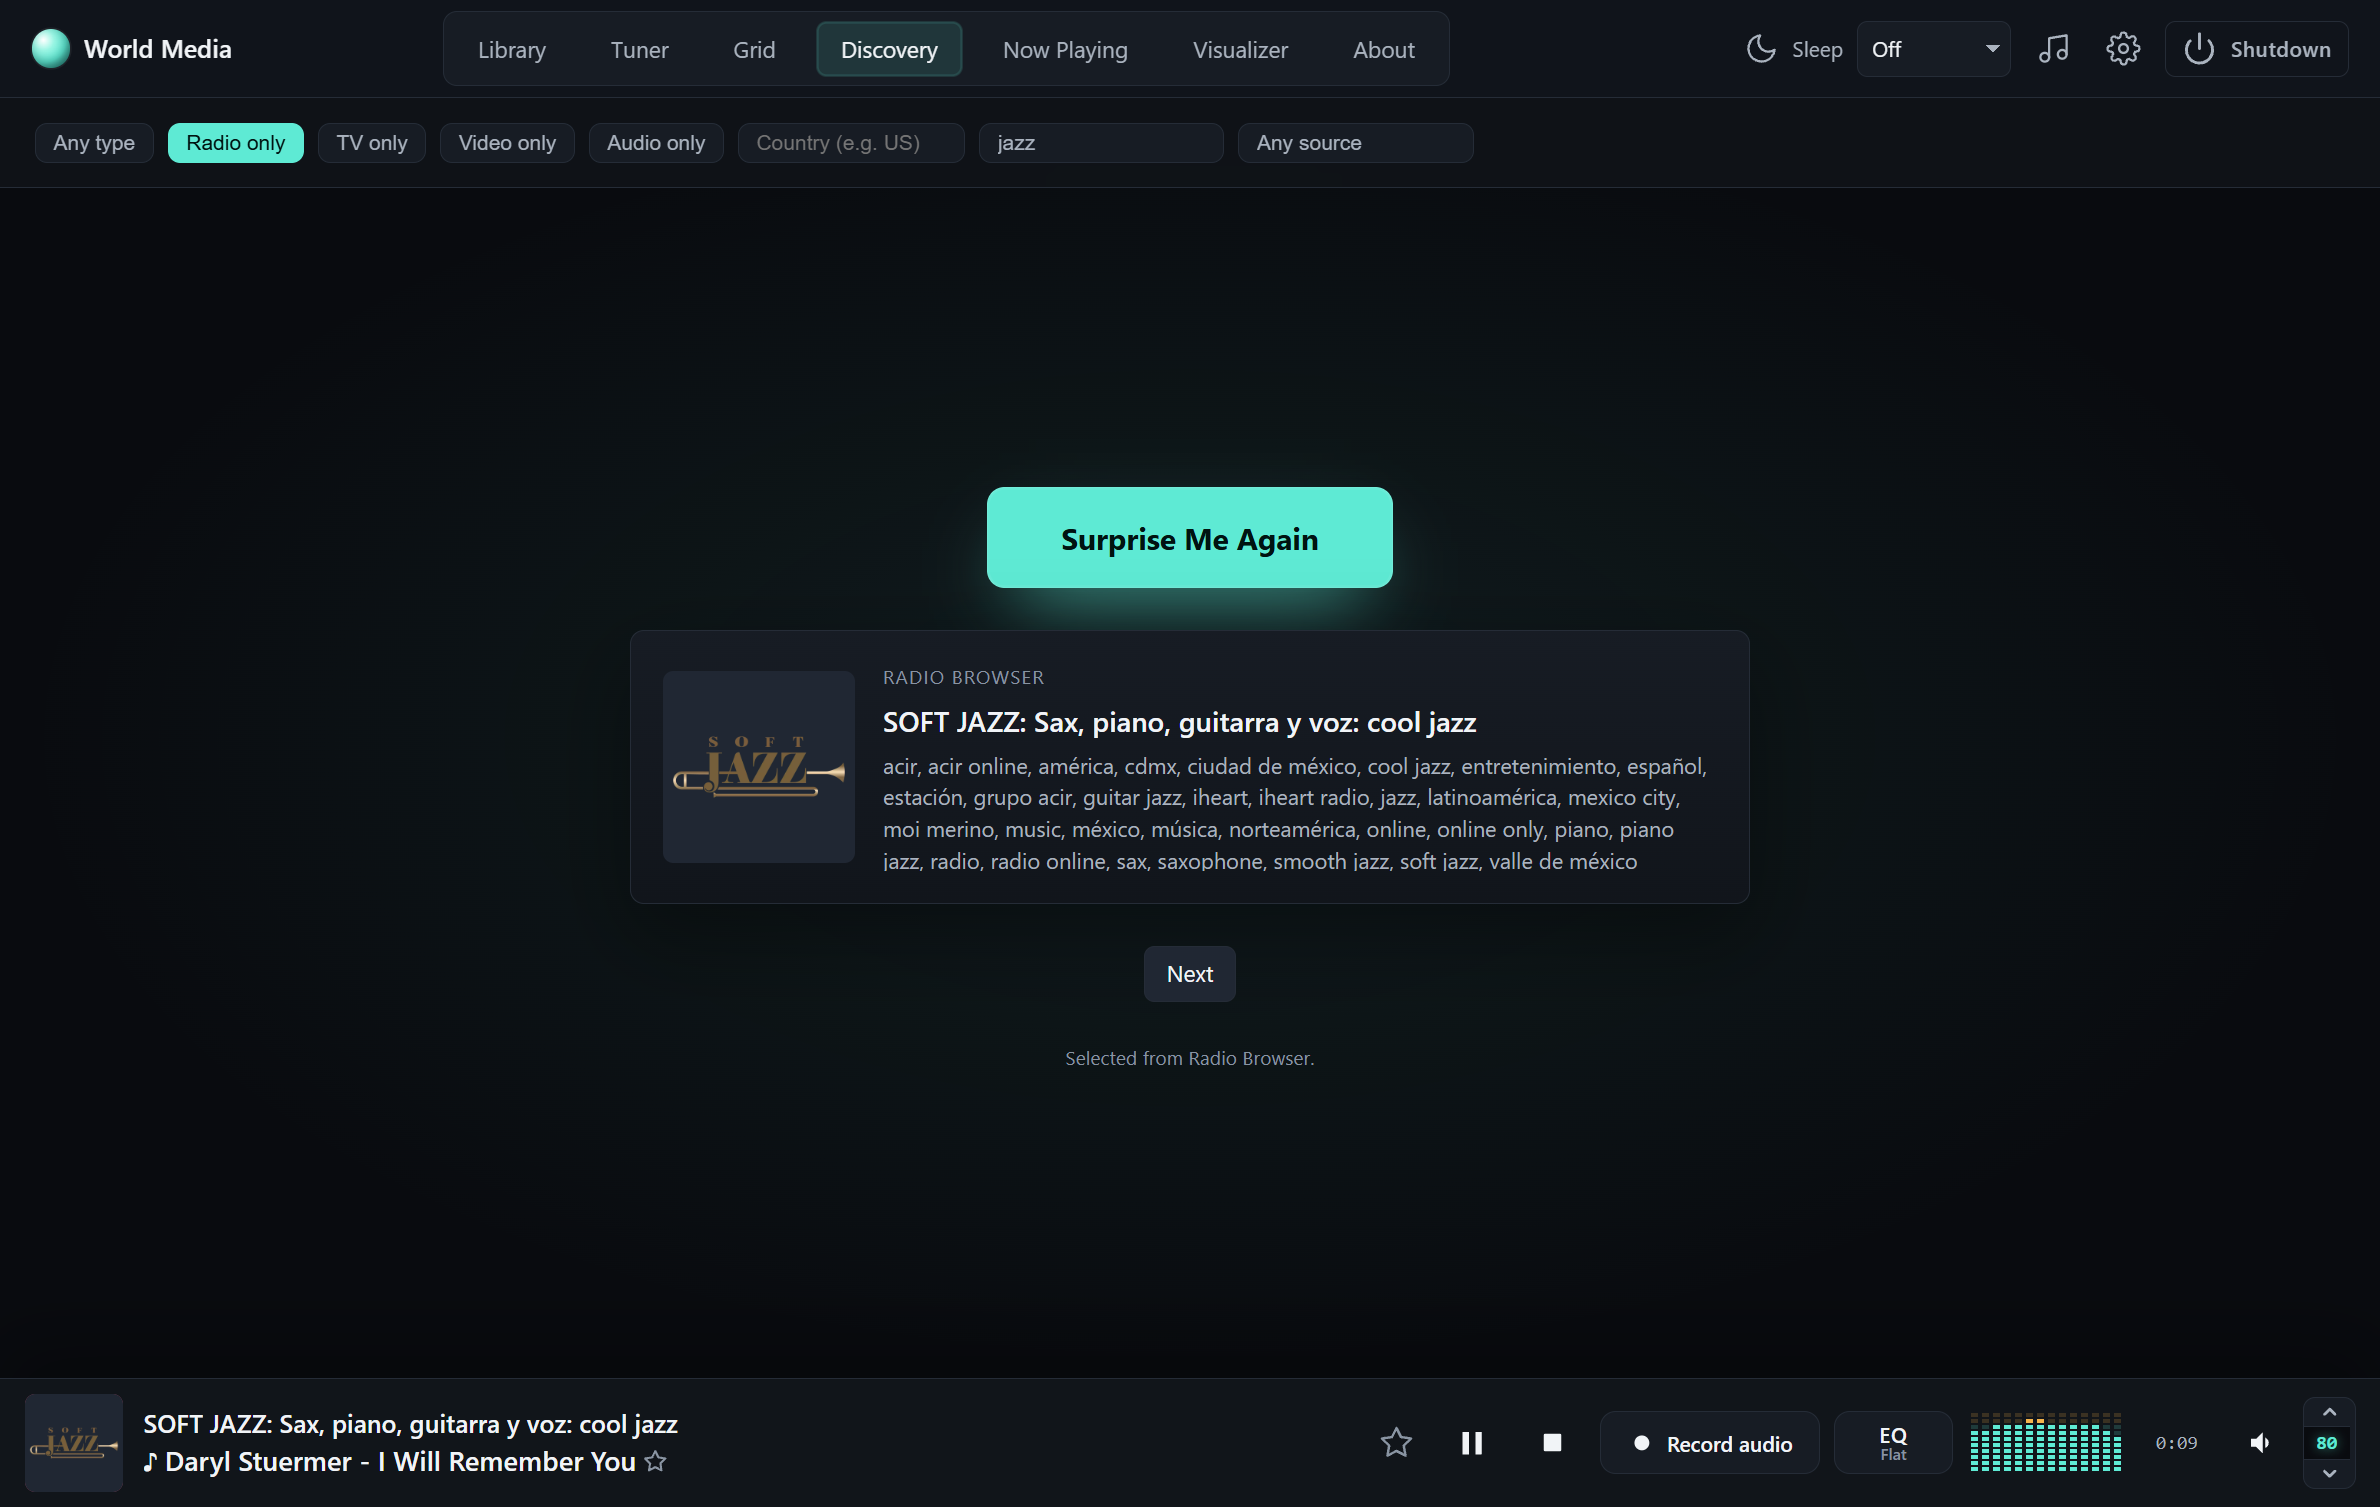 World Media
Library
Tuner
Grid
Discovery
Now Playing
Visualizer
About
Sleep
Off
Shutdown
Any type
Radio only
TV only
Video only
Audio only
Country (e.g. US)
jazz
Any source
Surprise Me Again
SOFT
JAZZ
RADIO BROWSER
SOFT JAZZ: Sax, piano, guitarra y voz: cool jazz
acir, acir online, américa, cdmx, ciudad de méxico, cool jazz, entretenimiento, español,
estación, grupo acir, guitar jazz, iheart, iheart radio, jazz, latinoamérica, mexico city,
moi merino, music, méxico, música, norteamérica, online, online only, piano, piano
jazz, radio, radio online, sax, saxophone, smooth jazz, soft jazz, valle de méxico
Next
Selected from Radio Browser.
SOFT
JAZZ
SOFT JAZZ: Sax, piano, guitarra y voz: cool jazz
♪ Daryl Stuermer - I Will Remember You
Record audio
EQ
Flat
0:09
80